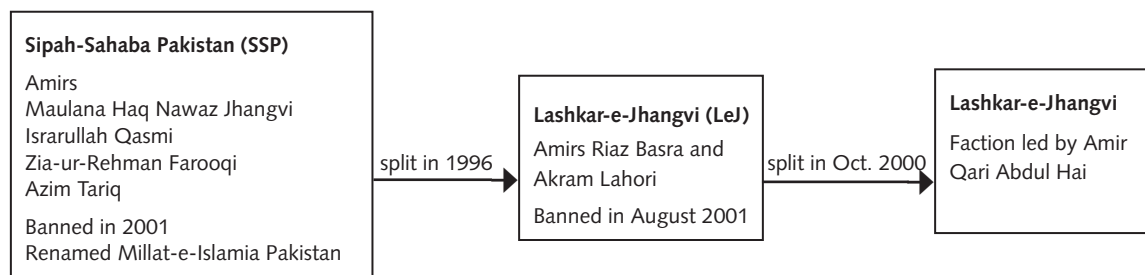 Sipah-Sahaba Pakistan (SSP)
Amirs
Maulana Haq Nawaz Jhangvi
Israrullah Qasmi
Zia-ur-Rehman Farooqi
Azim Tariq
Banned in 2001
Renamed Millat-e-Islamia Pakistan
split in 1996
Lashkar-e-Jhangvi (LeJ)
Amirs Riaz Basra and
Akram Lahori
Banned in August 2001
split in Oct. 2000
Lashkar-e-Jhangvi
Faction led by Amir
Qari Abdul Hai